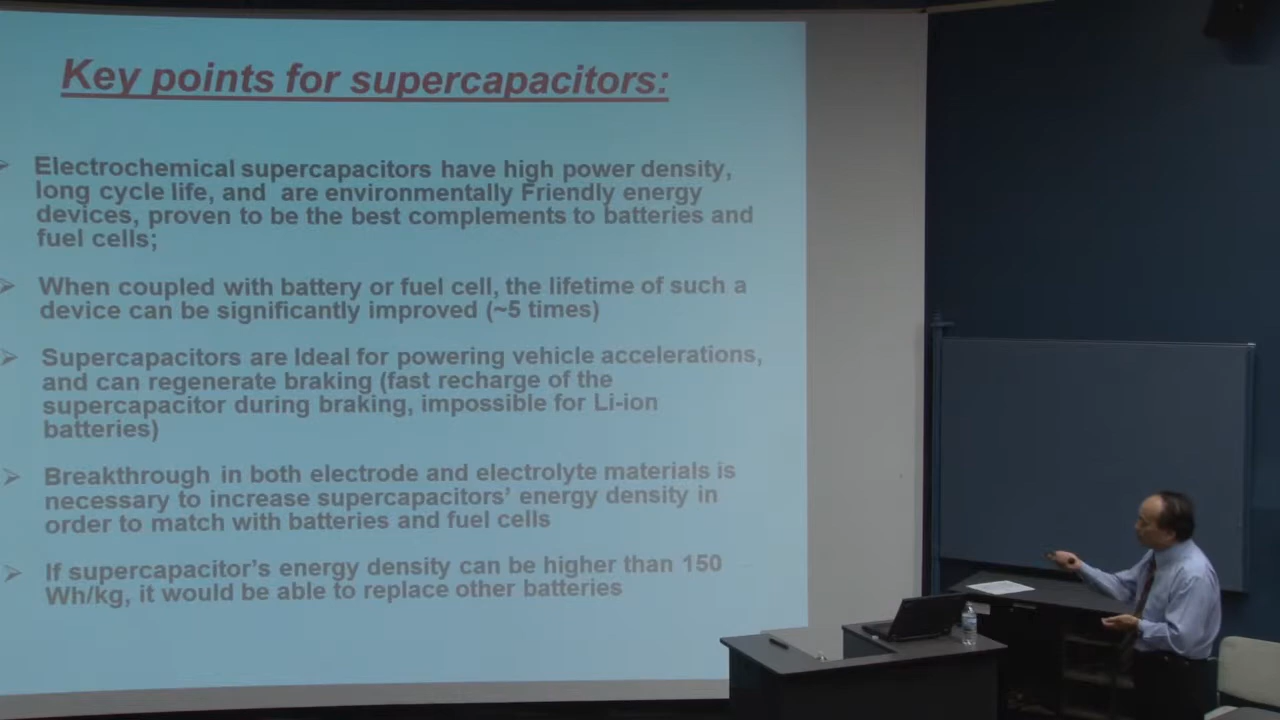 Key points for supercapacitors:
Electrochemical supercapacitors have high power density,
long cycle life, and are environmentally Friendly energy
devices, proven to be the best complements to batteries and
fuel cells;
When coupled with battery or fuel cell, the lifetime of such a
device can be significantly improved (~5 times)
Supercapacitors are Ideal for powering vehicle accelerations,
and can regenerate braking (fast recharge of the
supercapacitor during braking, impossible for Li-ion
batteries)
Breakthrough in both electrode and electrolyte materials is
necessary to increase supercapacitors' energy density in
order to match with batteries and fuel cells
If supercapacitor's energy density can be higher than 150
Wh/kg, it would be able to replace other batteries